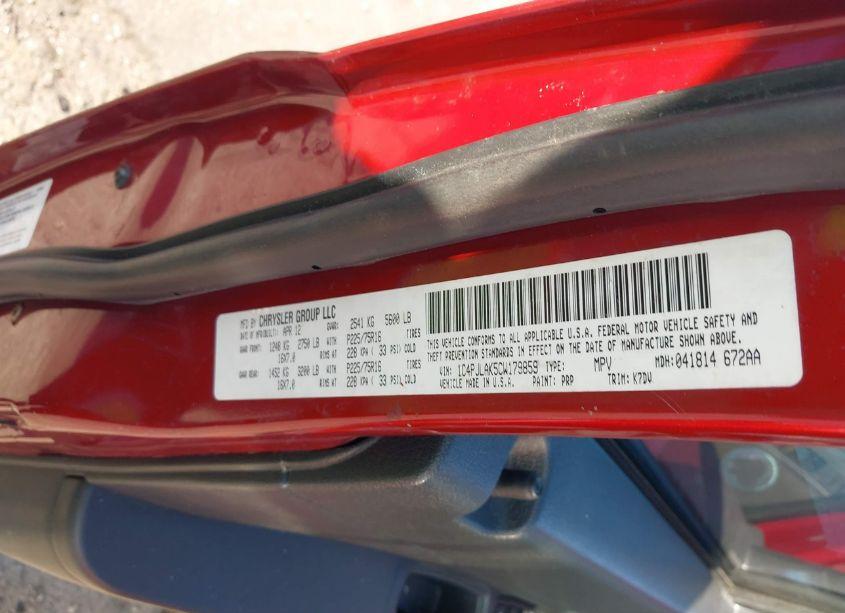 MFD BY CHRYSLER GROUP LLC
DATE OF MFD(BUILT): APR 12 GVWR: 2541 KG 5600 LB
GAWR FRONT: 1248 KG 2750 LB WITH P225/75R16 TIRES
16X7.0 RIMS AT 228 KPA ( 33 PSI) COLD
GAWR REAR: 1452 KG 3200 LB WITH P225/75R16 TIRES
16X7.0 RIMS AT 228 KPA ( 33 PSI) COLD
THIS VEHICLE CONFORMS TO ALL APPLICABLE U.S.A. FEDERAL MOTOR VEHICLE SAFETY AND
THEFT PREVENTION STANDARDS IN EFFECT ON THE DATE OF MANUFACTURE SHOWN ABOVE.
VIN: 1C4PJLAK5CW179859 TYPE: MPV MDH: 041814 672AA
VEHICLE MADE IN U.S.A. PAINT: PRP TRIM: K7DV